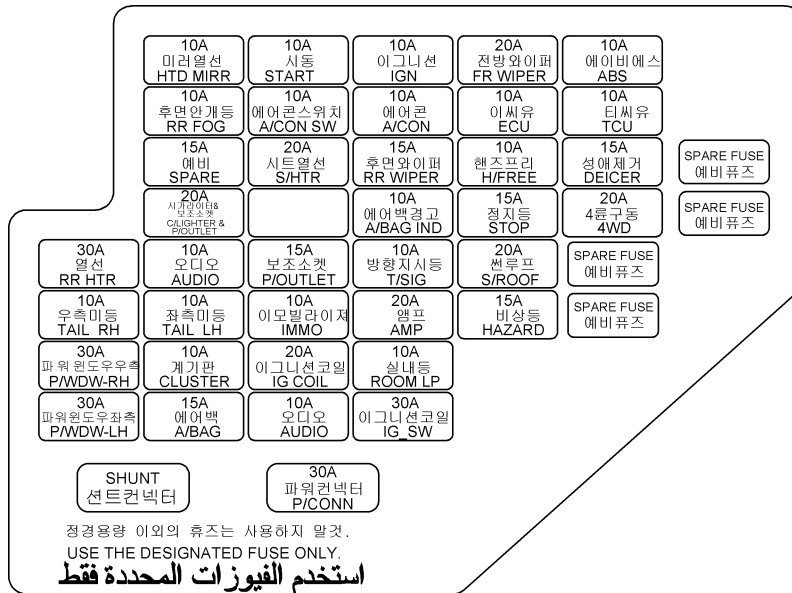 10A 10A 10A 20A 10A
미러열선 시동 이그니션 전방와이퍼 에이비에스
HTD MIRR START IGN FR WIPER ABS
10A 10A 10A 10A 10A
후면안개등 에어콘스위치 에어콘 이씨유 티씨유
RR FOG A/CON SW A/CON ECU TCU
15A 20A 15A 10A 15A
예비 시트열선 후면와이퍼 핸즈프리 성애제거 SPARE FUSE
SPARE S/HTR RR WIPER H/FREE DEICER 예비퓨즈
20A 10A 15A 20A
시가라이터& 에어백경고 정지등 4륜구동 SPARE FUSE
보조소켓 A/BAG IND STOP 4WD 예비퓨즈
C/LIGHTER &
P/OUTLET
30A 10A 15A 10A 20A
열선 오디오 보조소켓 방향지시등 썬루프 SPARE FUSE
RR HTR AUDIO P/OUTLET T/SIG S/ROOF 예비퓨즈
10A 10A 10A 20A 15A
우측미등 좌측미등 이모빌라이져 앰프 비상등 SPARE FUSE
TAIL RH TAIL LH IMMO AMP HAZARD 예비퓨즈
30A 10A 20A 10A
파워윈도우우측 계기판 이그니션코일 실내등
P/WDW-RH CLUSTER IG COIL ROOM LP
30A 15A 10A 30A
파워윈도우좌측 에어백 오디오 이그니션코일
P/WDW-LH A/BAG AUDIO IG_SW
SHUNT 30A
션트컨넥터 파워컨넥터
P/CONN
정경용량 이외의 휴즈는 사용하지 말것.
USE THE DESIGNATED FUSE ONLY.
استخدم الفيوزات المحددة فقط